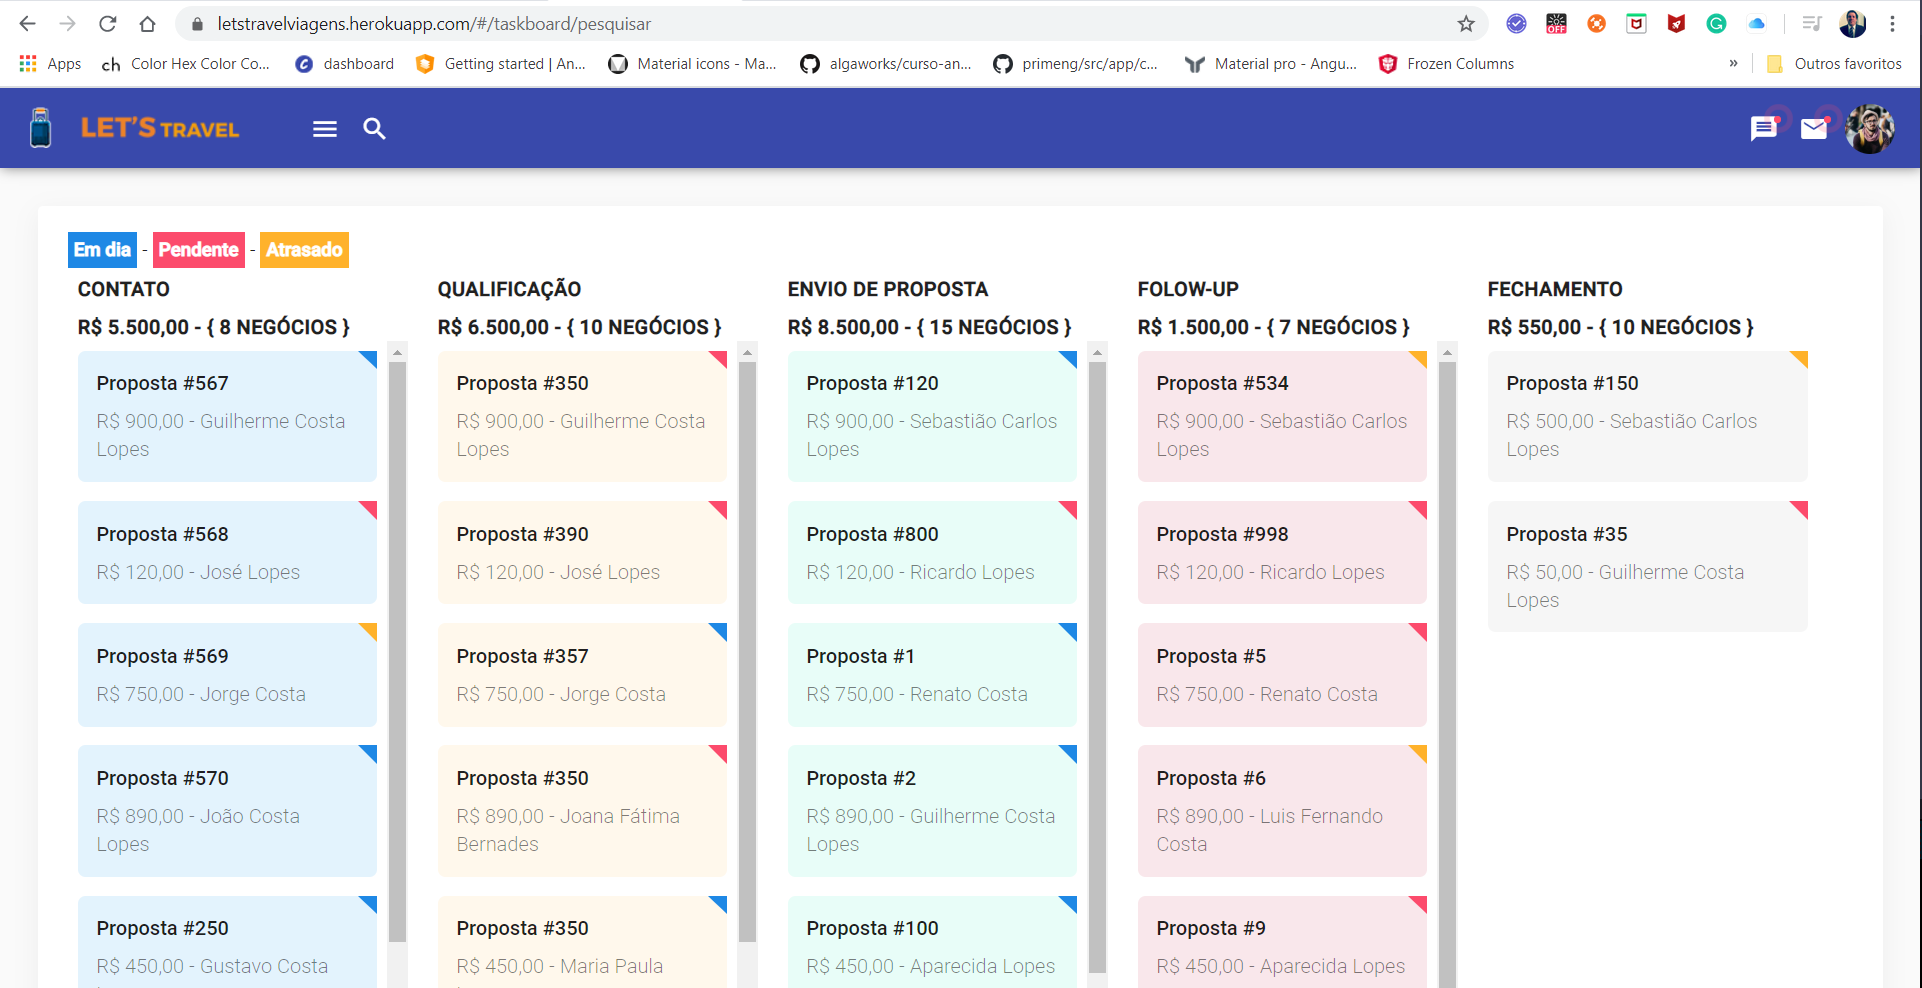 letstravelviagens.herokuapp.com/#/taskboard/pesquisar
OFF
Apps
ch Color Hex Color Co...
dashboard
Getting started | An...
Material icons - Ma...
algaworks/curso-an...
primeng/src/app/c...
Material pro - Angu...
Frozen Columns
»
Outros favoritos
LET'S TRAVEL
Em dia - Pendente - Atrasado
CONTATO
R$ 5.500,00 - { 8 NEGÓCIOS }
Proposta #567
R$ 900,00 - Guilherme Costa
Lopes
Proposta #568
R$ 120,00 - José Lopes
Proposta #569
R$ 750,00 - Jorge Costa
Proposta #570
R$ 890,00 - João Costa
Lopes
Proposta #250
R$ 450,00 - Gustavo Costa
QUALIFICAÇÃO
R$ 6.500,00 - { 10 NEGÓCIOS }
Proposta #350
R$ 900,00 - Guilherme Costa
Lopes
Proposta #390
R$ 120,00 - José Lopes
Proposta #357
R$ 750,00 - Jorge Costa
Proposta #350
R$ 890,00 - Joana Fátima
Bernades
Proposta #350
R$ 450,00 - Maria Paula
ENVIO DE PROPOSTA
R$ 8.500,00 - { 15 NEGÓCIOS }
Proposta #120
R$ 900,00 - Sebastião Carlos
Lopes
Proposta #800
R$ 120,00 - Ricardo Lopes
Proposta #1
R$ 750,00 - Renato Costa
Proposta #2
R$ 890,00 - Guilherme Costa
Lopes
Proposta #100
R$ 450,00 - Aparecida Lopes
FOLOW-UP
R$ 1.500,00 - { 7 NEGÓCIOS }
Proposta #534
R$ 900,00 - Sebastião Carlos
Lopes
Proposta #998
R$ 120,00 - Ricardo Lopes
Proposta #5
R$ 750,00 - Renato Costa
Proposta #6
R$ 890,00 - Luis Fernando
Costa
Proposta #9
R$ 450,00 - Aparecida Lopes
FECHAMENTO
R$ 550,00 - { 10 NEGÓCIOS }
Proposta #150
R$ 500,00 - Sebastião Carlos
Lopes
Proposta #35
R$ 50,00 - Guilherme Costa
Lopes